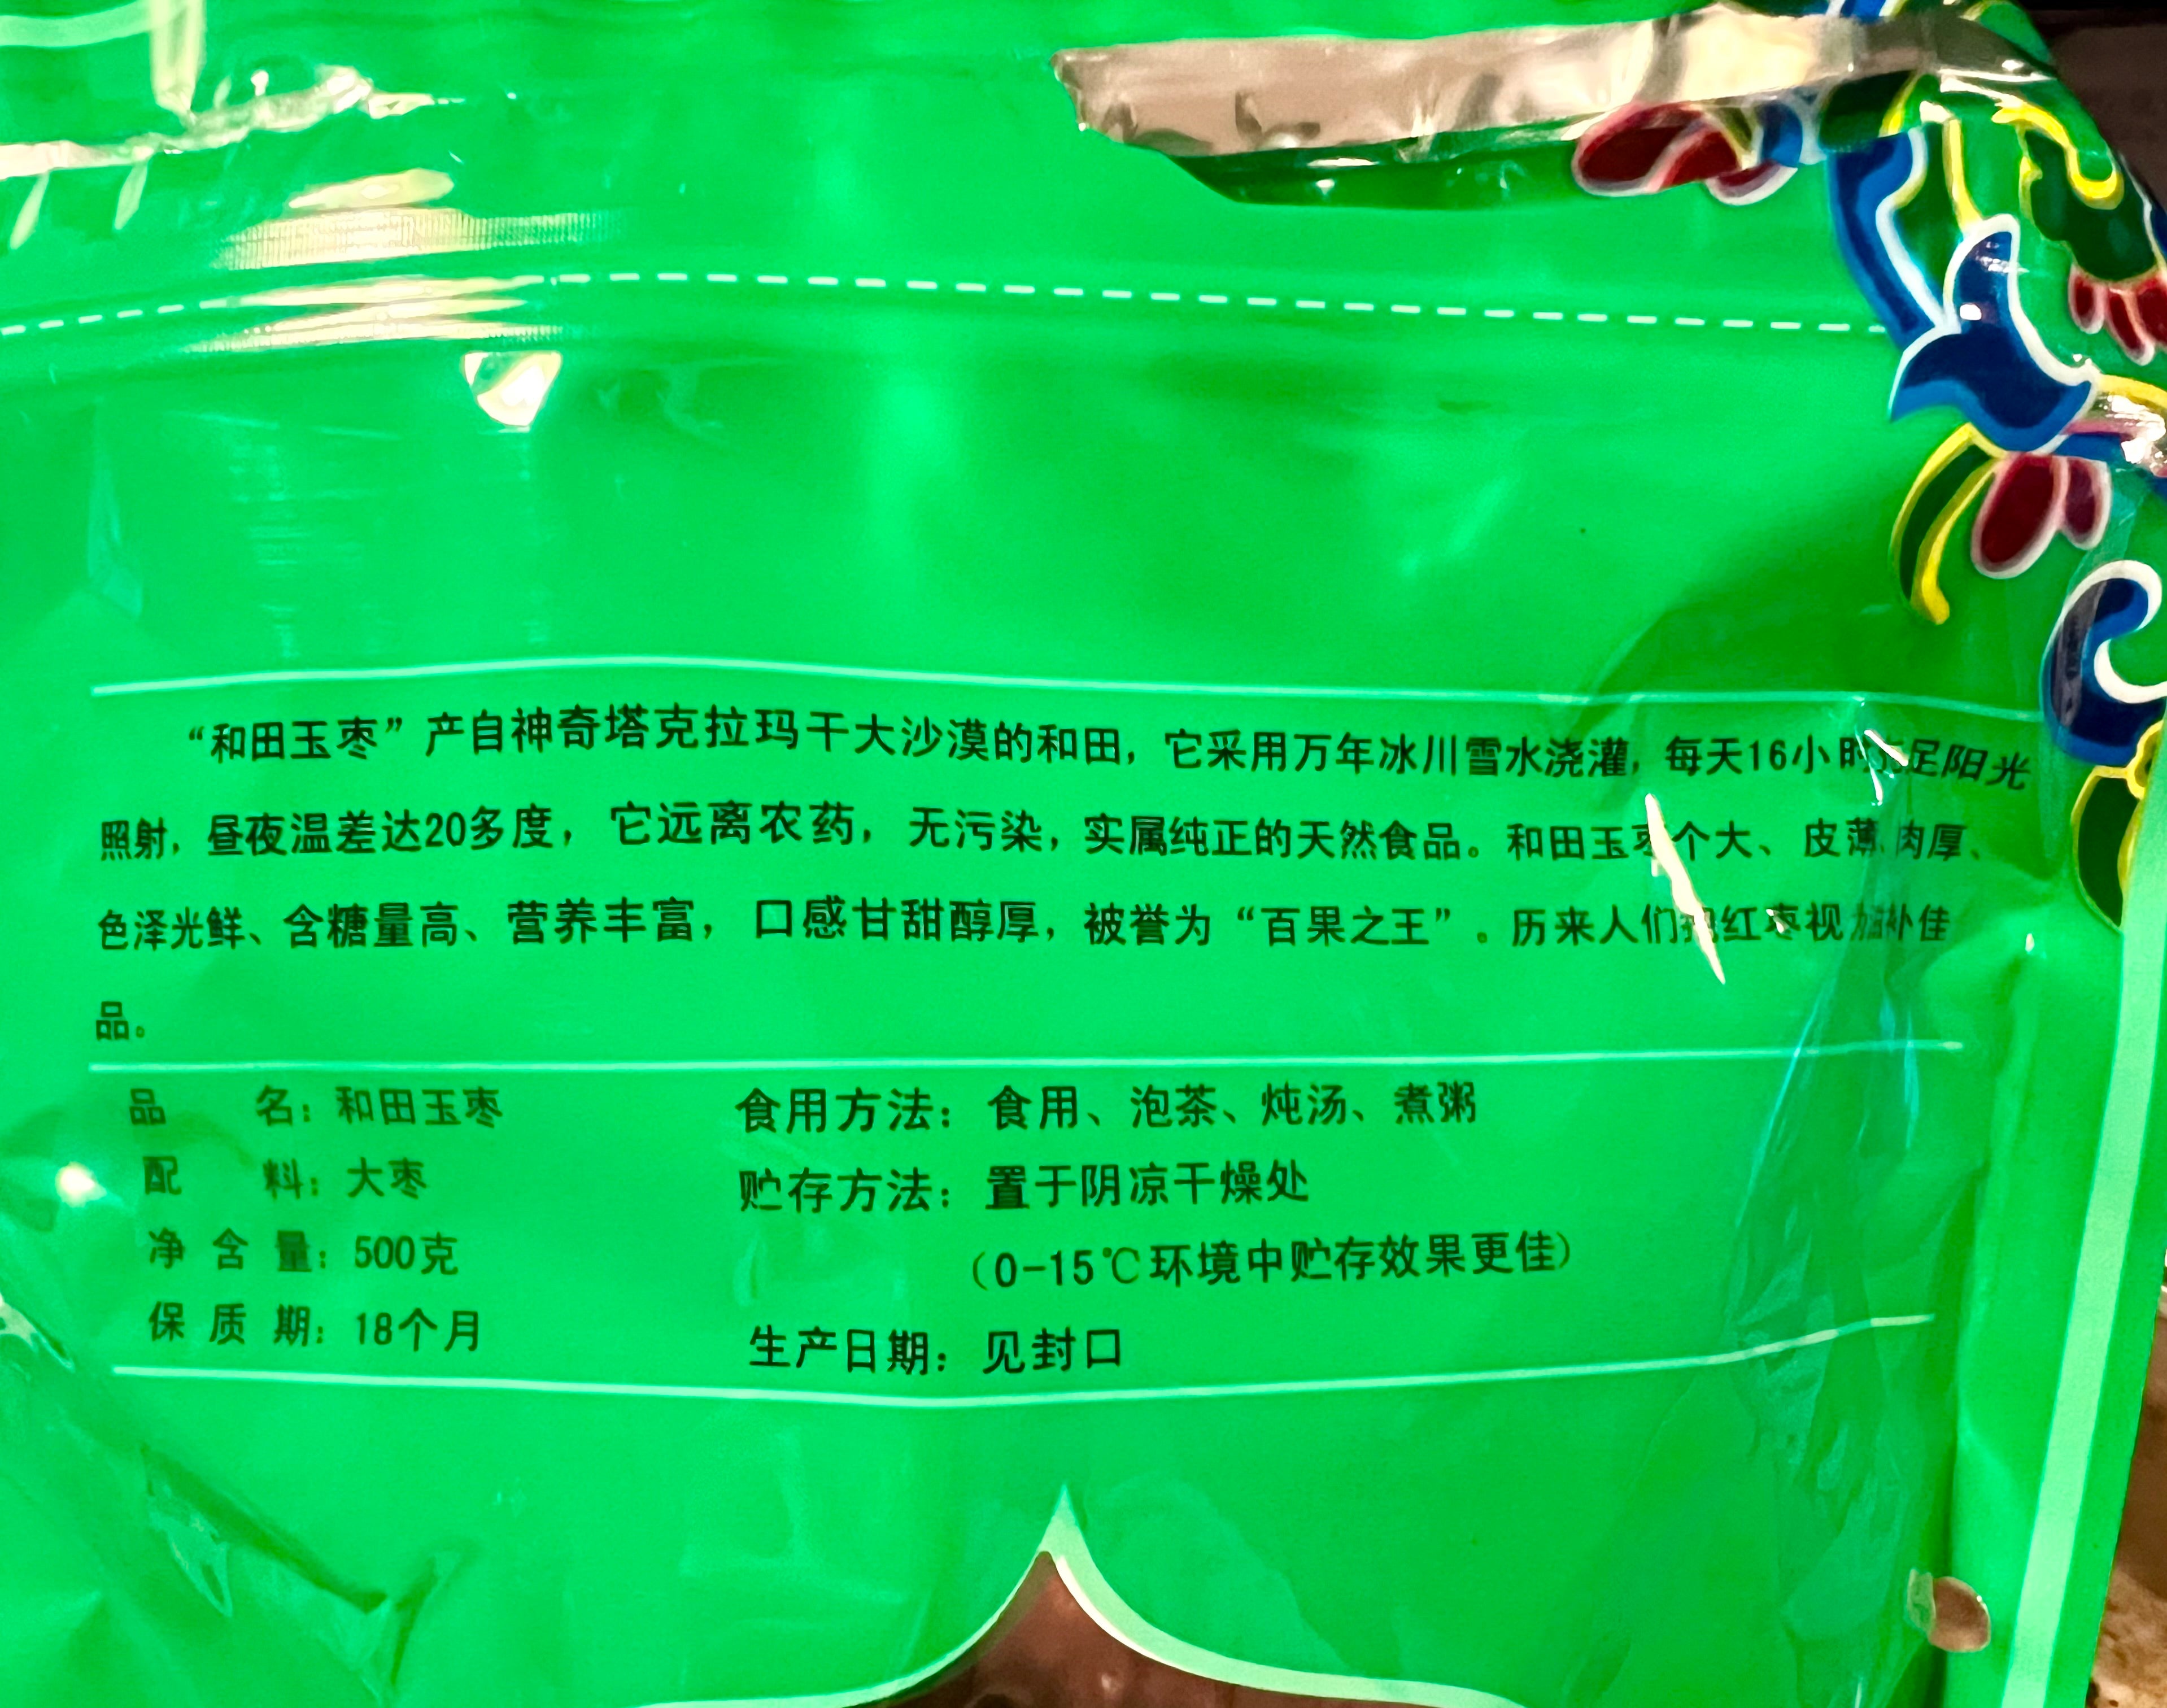 “和田玉枣”产自神奇塔克拉玛干大沙漠的和田，它采用万年冰川雪水浇灌，每天16小时 足阳光
照射，昼夜温差达20多度，它远离农药，无污染，实属纯正的天然食品。和田玉枣个大、皮薄、肉厚、
色泽光鲜、含糖量高、营养丰富，口感甘甜醇厚，被誉为“百果之王”。历来人们 红枣视 补佳
品。
品 名：和田玉枣
配 料：大枣
净 含 量：500克
保 质 期：18个月
食用方法：食用、泡茶、炖汤、煮粥
贮存方法：置于阴凉干燥处
（0-15℃环境中贮存效果更佳）
生产日期：见封口